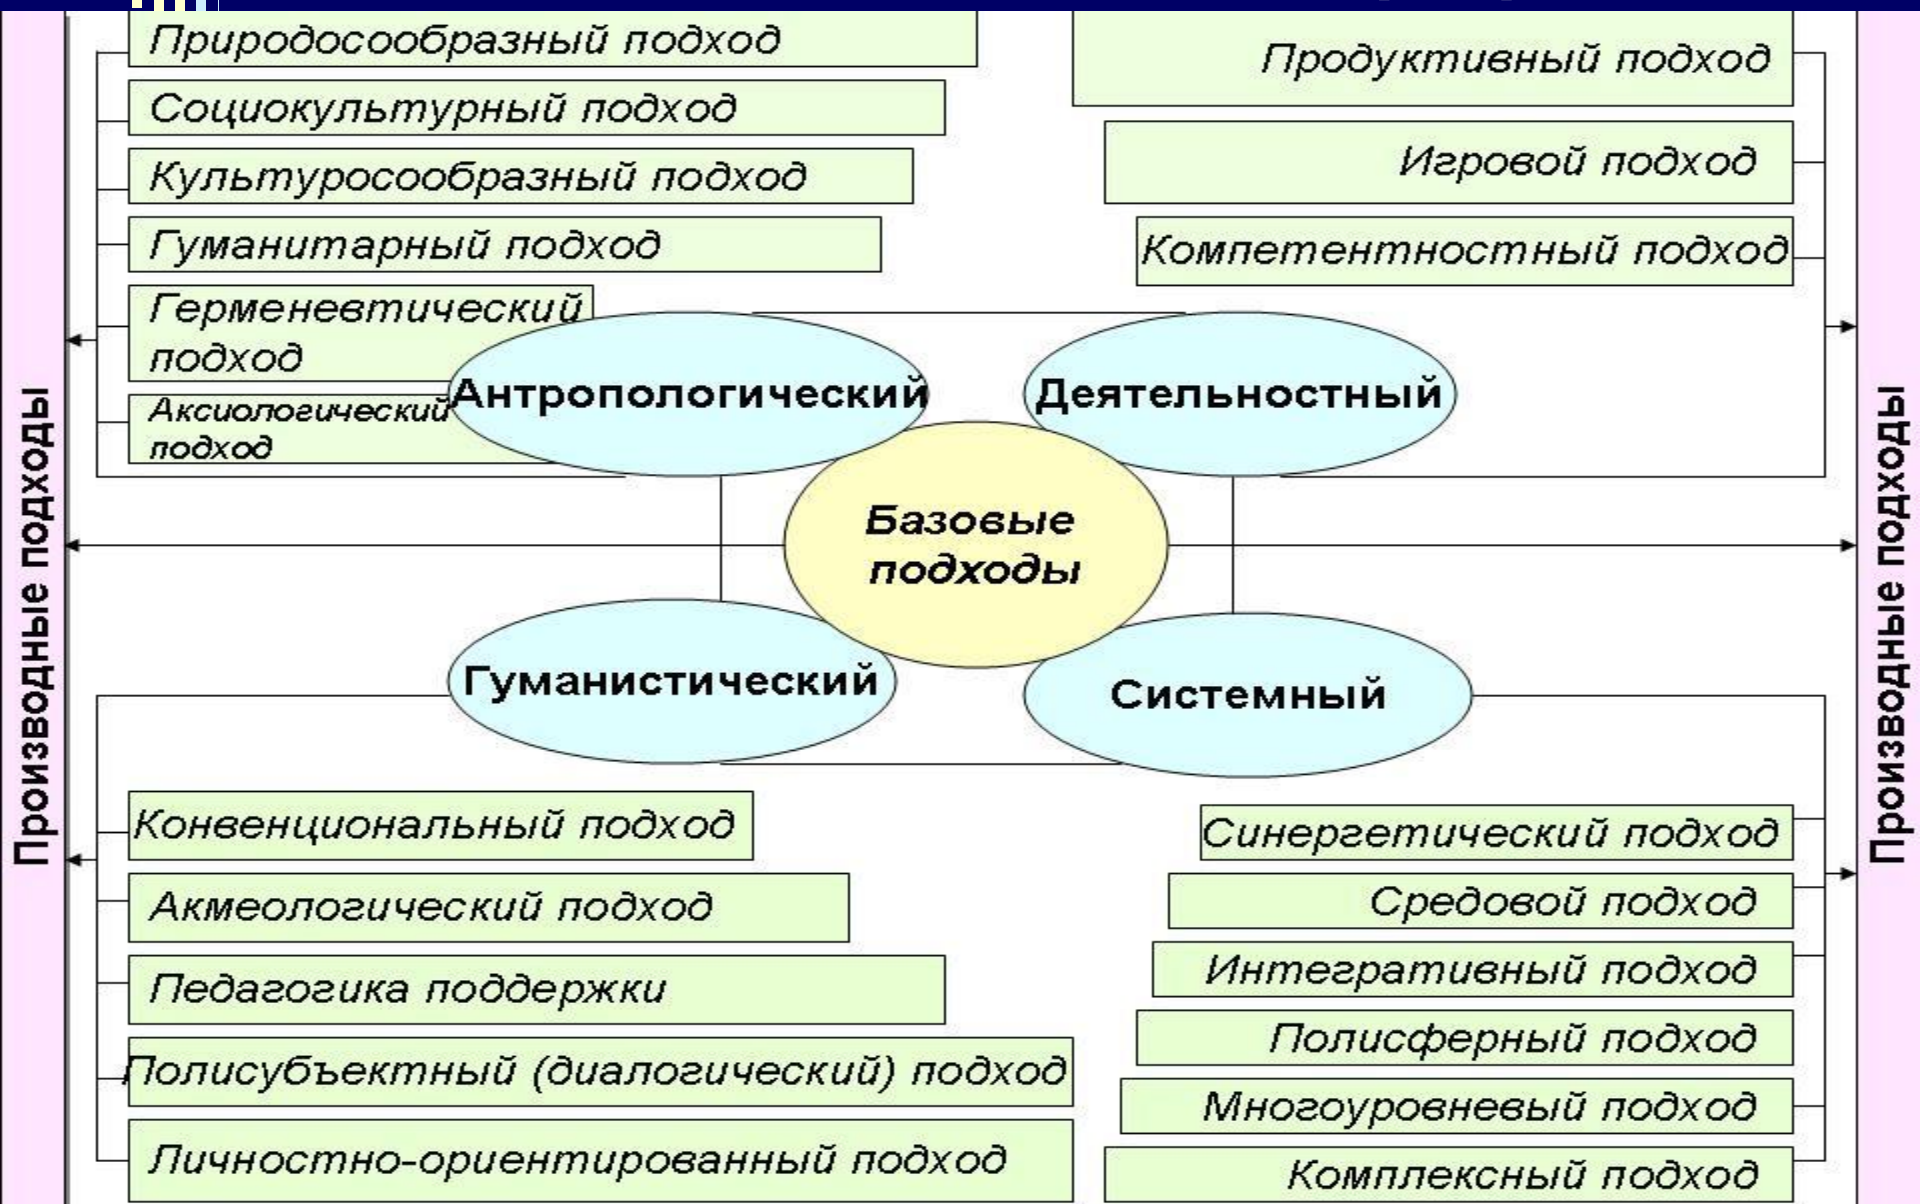 Природосообразный подход
Социокультурный подход
Культуросообразный подход
Гуманитарный подход
Герменевтический
подход
Аксиологический
подход
Продуктивный подход
Игровой подход
Компетентностный подход
Антропологический
Деятельностный
Базовые
подходы
Гуманистический
Системный
Производные подходы
Производные подходы
Конвенциональный подход
Акмеологический подход
Педагогика поддержки
Полисубъектный (диалогический) подход
Личностно-ориентированный подход
Синергетический подход
Средовой подход
Интегративный подход
Полисферный подход
Многоуровневый подход
Комплексный подход